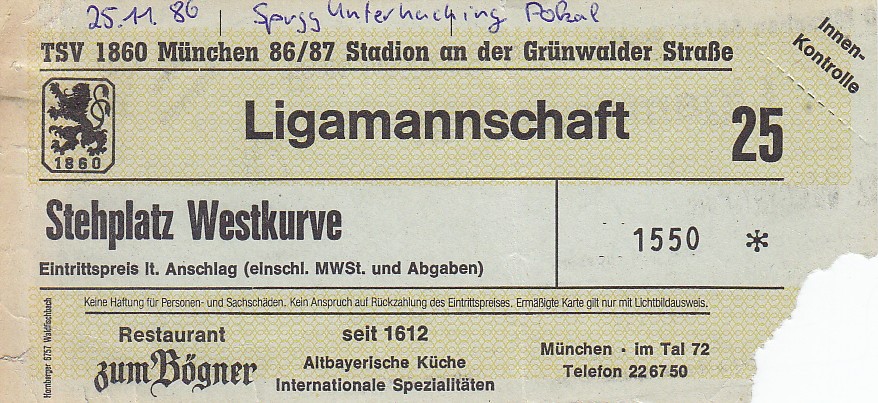 25.11.86 | Spvgg Unterhaching Pokal
TSV 1860 München 86/87 Stadion an der Grünwalder Straße
Innen-
Kontrolle
1860
Ligamannschaft
25
Stehplatz Westkurve
Eintrittspreis lt. Anschlag (einschl. MWSt. und Abgaben)
1550 *
Keine Haftung für Personen- und Sachschäden. Kein Anspruch auf Rückzahlung des Eintrittspreises. Ermäßigte Karte gilt nur mit Lichtbildausweis.
Hornberger 6757 Waldfischbach
Restaurant
zum Bögner
seit 1612
Altbayerische Küche
Internationale Spezialitäten
München · im Tal 72
Telefon 226750